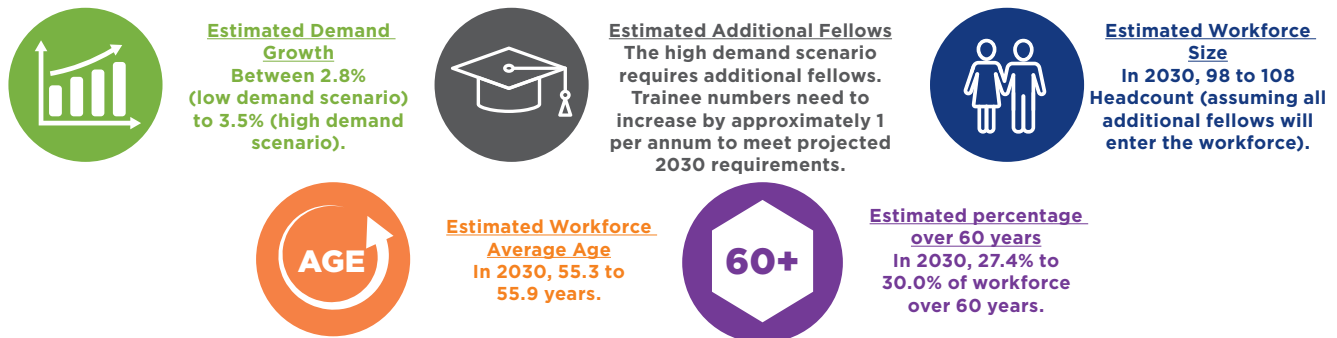 Estimated Demand
Growth
Between 2.8%
(low demand scenario)
to 3.5% (high demand
scenario).
Estimated Additional Fellows
The high demand scenario
requires additional fellows.
Trainee numbers need to
increase by approximately 1
per annum to meet projected
2030 requirements.
Estimated Workforce
Size
In 2030, 98 to 108
Headcount (assuming all
additional fellows will
enter the workforce).
AGE
Estimated Workforce
Average Age
In 2030, 55.3 to
55.9 years.
60+
Estimated percentage
over 60 years
In 2030, 27.4% to
30.0% of workforce
over 60 years.